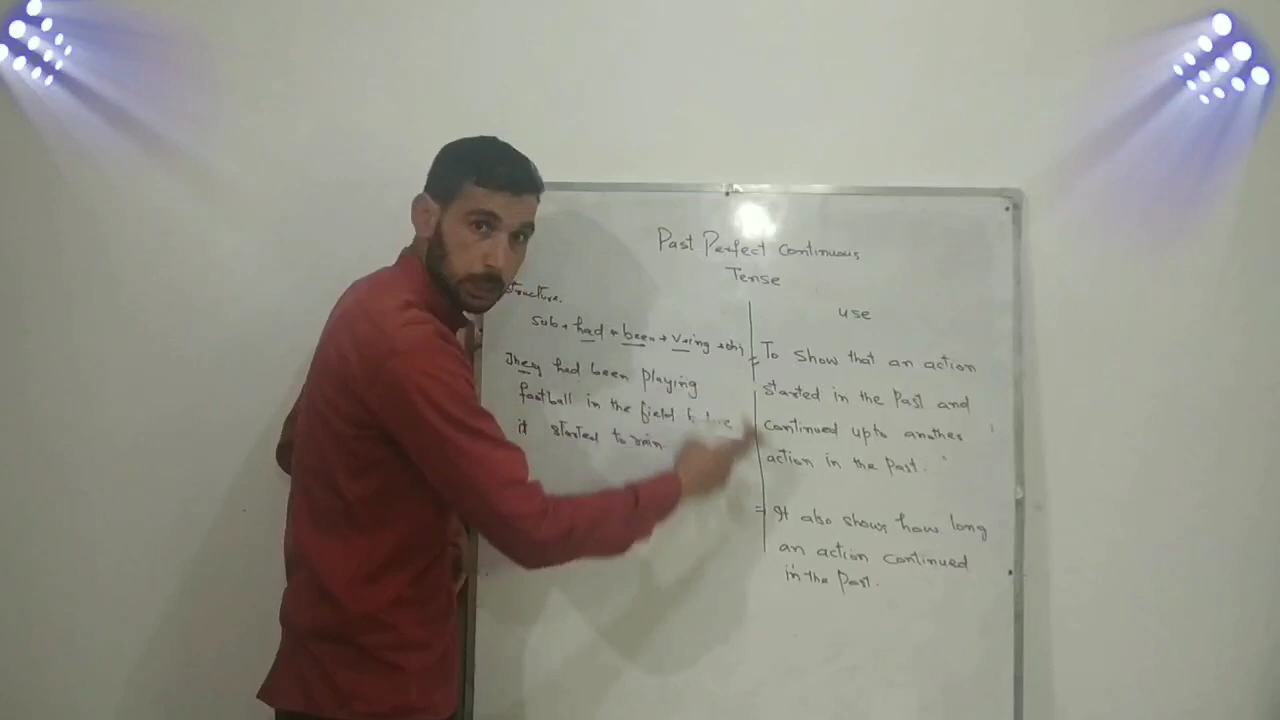 Past Perfect Continuous
Tense
structure.
sub + had + been + Ving + obj
They had been playing
football in the field
it started to rain
use
To show that an action
started in the Past and
continued upto another
action in the Past.
= It also shows how long
an action continued
in the Past.